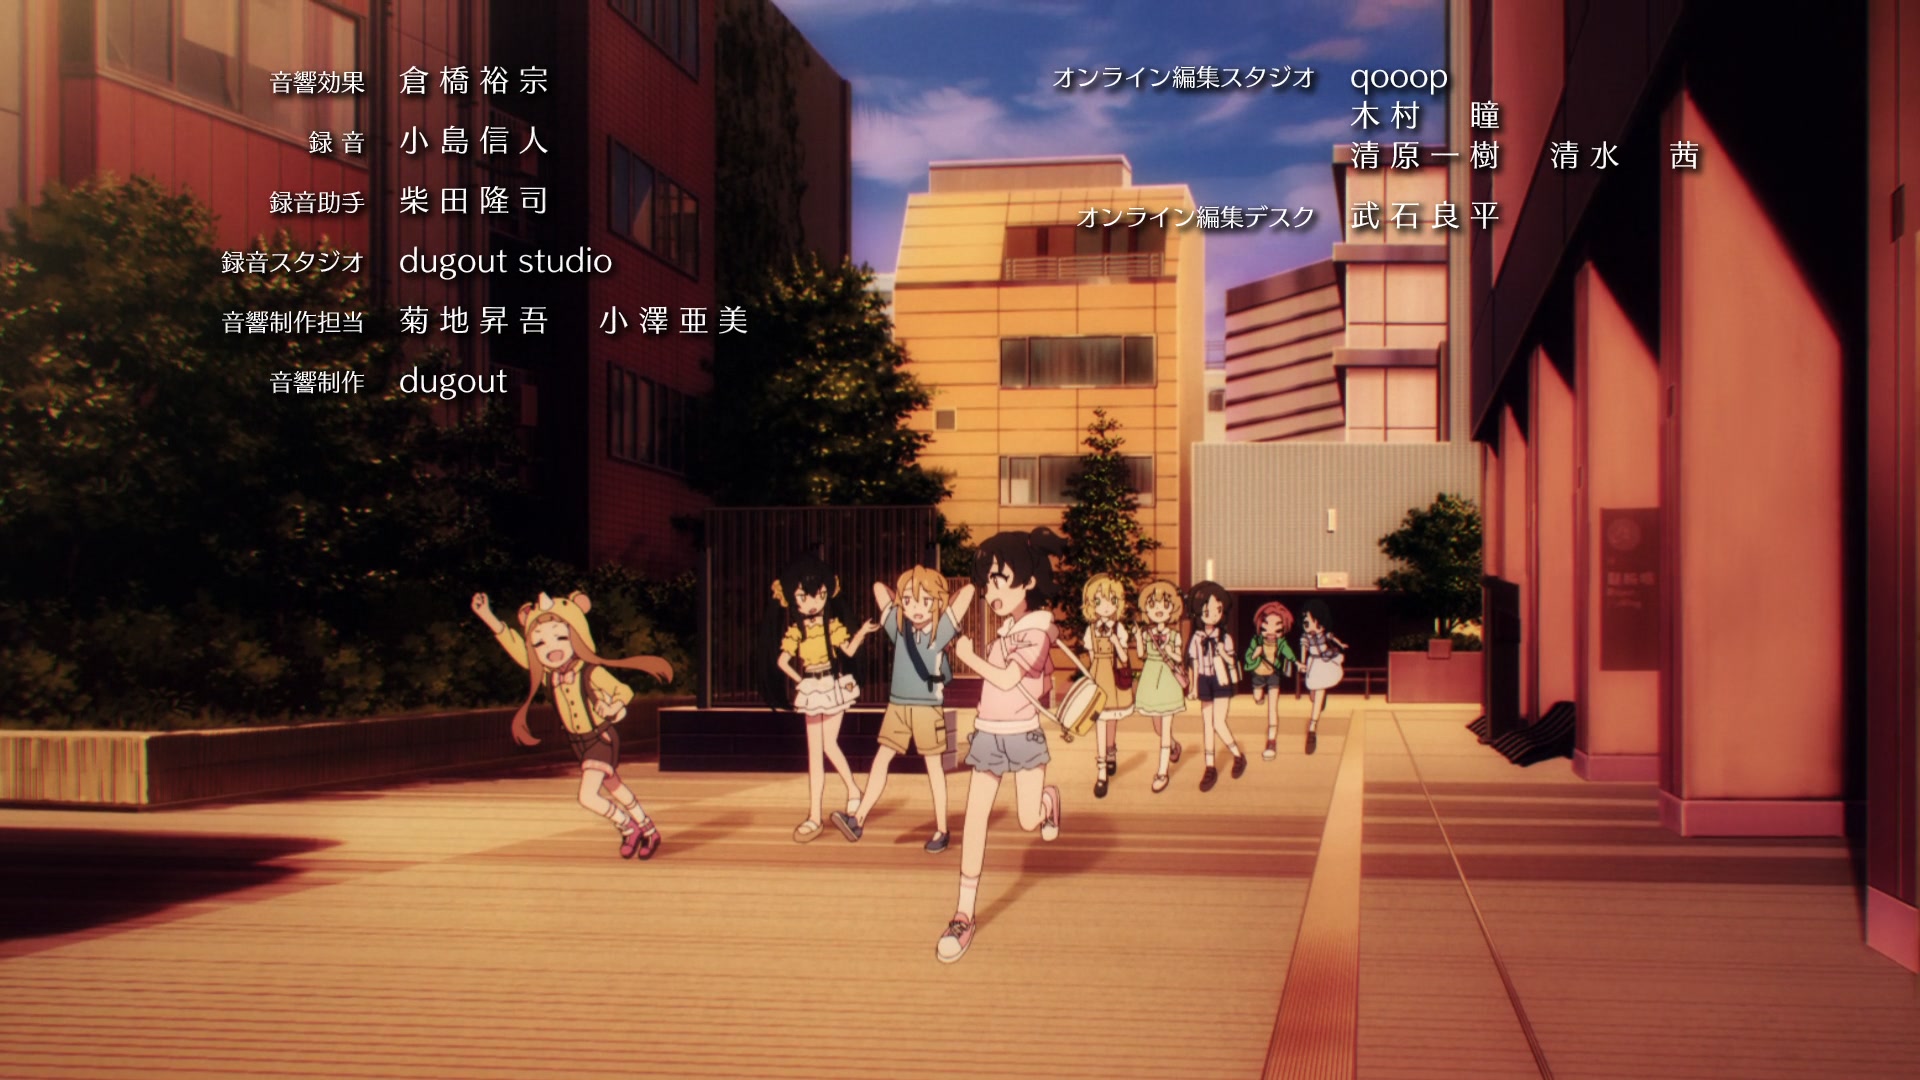 音響効果 倉橋裕宗
録音 小島信人
録音助手 柴田隆司
録音スタジオ dugout studio
音響制作担当 菊地昇吾 小澤亜美
音響制作 dugout
オンライン編集スタジオ qooop
木村 瞳
清原一樹 清水 茜
オンライン編集デスク 武石良平